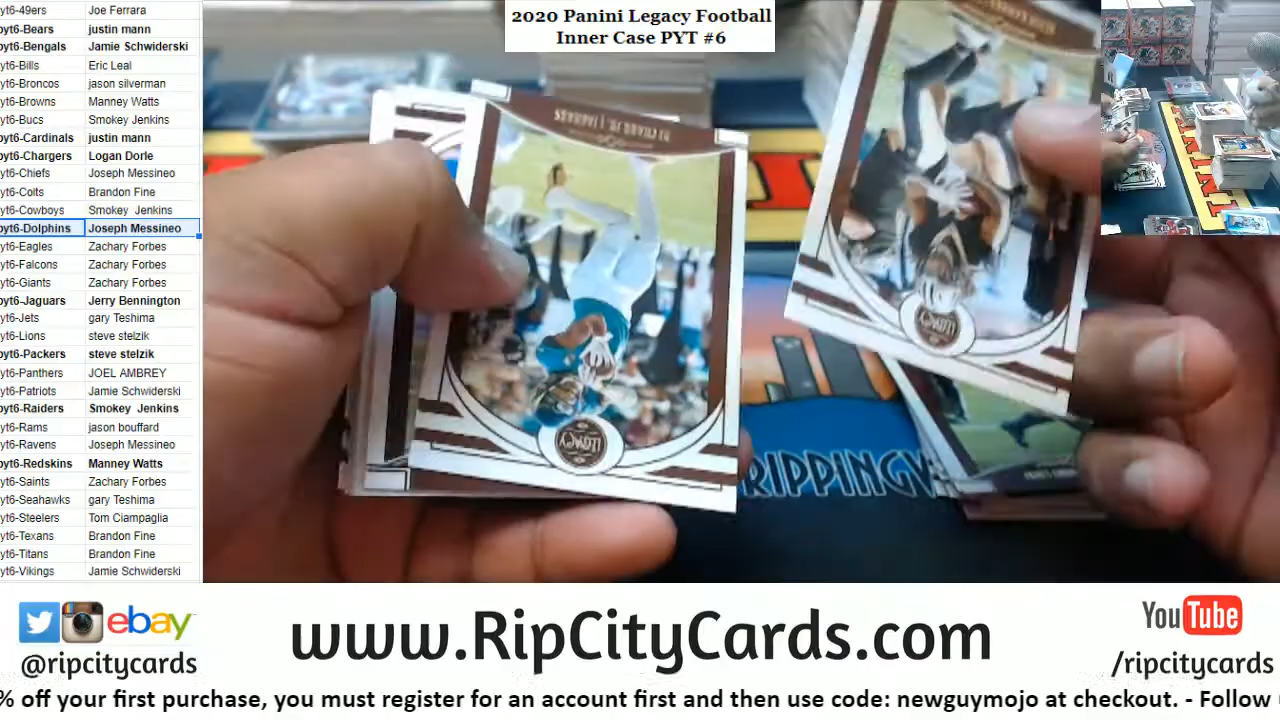 2020 Panini Legacy Football
Inner Case PYT #6
yt6-49ers Joe Ferrara
pyt6-Bears justin mann
pyt6-Bengals Jamie Schwiderski
yt6-Bills Eric Leal
yt6-Broncos jason silverman
yt6-Browns Manney Watts
yt6-Bucs Smokey Jenkins
pyt6-Cardinals justin mann
pyt6-Chargers Logan Dorle
yt6-Chiefs Joseph Messineo
yt6-Colts Brandon Fine
yt6-Cowboys Smokey Jenkins
pyt6-Dolphins Joseph Messineo
yt6-Eagles Zachary Forbes
yt6-Falcons Zachary Forbes
yt6-Giants Zachary Forbes
pyt6-Jaguars Jerry Bennington
yt6-Jets gary Teshima
yt6-Lions steve stelzik
pyt6-Packers steve stelzik
yt6-Panthers JOEL AMBREY
yt6-Patriots Jamie Schwiderski
pyt6-Raiders Smokey Jenkins
yt6-Rams jason bouffard
yt6-Ravens Joseph Messineo
pyt6-Redskins Manney Watts
yt6-Saints Zachary Forbes
yt6-Seahawks gary Teshima
yt6-Steelers Tom Ciampaglia
yt6-Texans Brandon Fine
yt6-Titans Brandon Fine
yt6-Vikings Jamie Schwiderski
DJ CHARK JR. | JAGUARS
LEGACY
LEGACY
RIPPING
ebay
@ripcitycards
www.RipCityCards.com
YouTube
/ripcitycards
% off your first purchase, you must register for an account first and then use code: newguymojo at checkout. - Follow